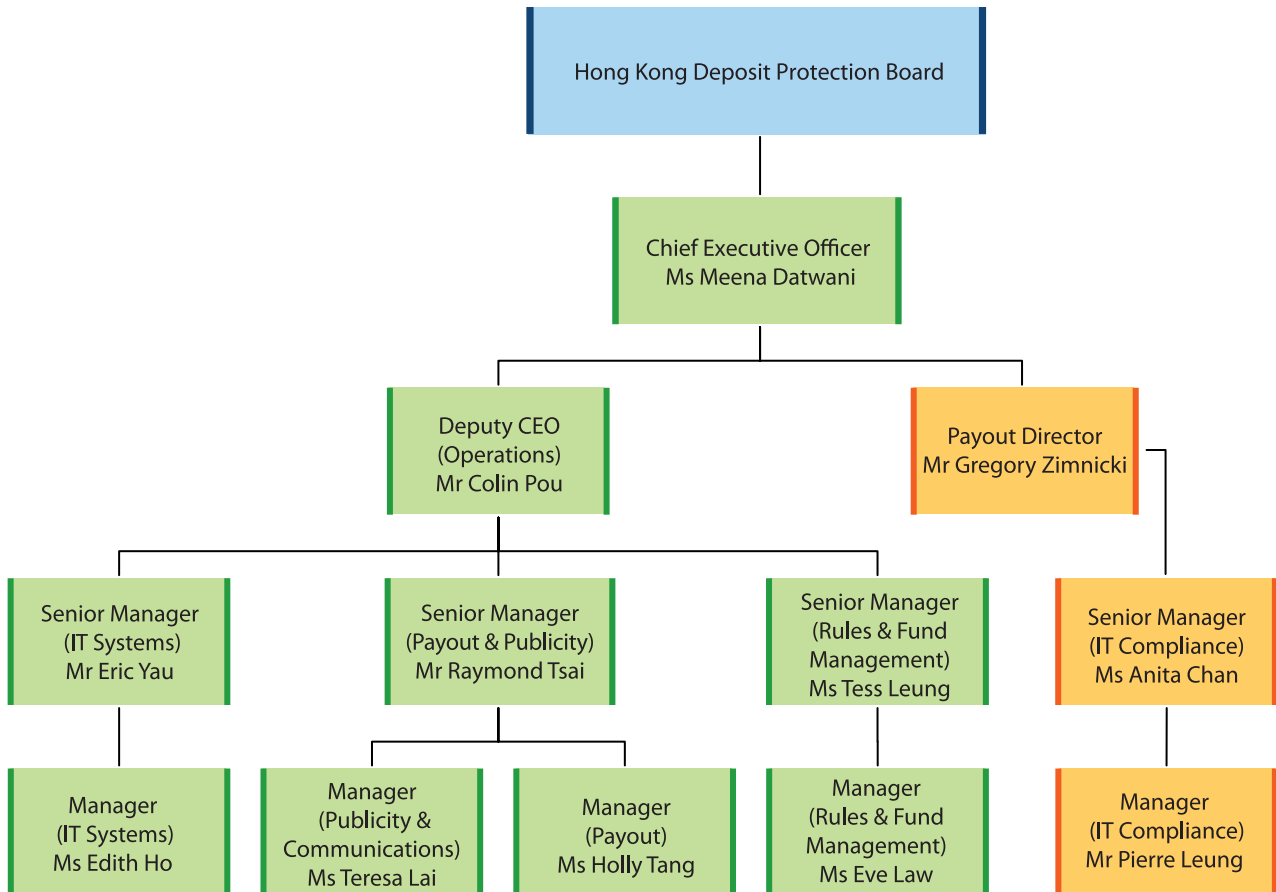 Hong Kong Deposit Protection Board
Chief Executive Officer
Ms Meena Datwani
Deputy CEO
(Operations)
Mr Colin Pou
Payout Director
Mr Gregory Zimnicki
Senior Manager
(IT Systems)
Mr Eric Yau
Senior Manager
(Payout & Publicity)
Mr Raymond Tsai
Senior Manager
(Rules & Fund
Management)
Ms Tess Leung
Senior Manager
(IT Compliance)
Ms Anita Chan
Manager
(IT Systems)
Ms Edith Ho
Manager
(Publicity &
Communications)
Ms Teresa Lai
Manager
(Payout)
Ms Holly Tang
Manager
(Rules & Fund
Management)
Ms Eve Law
Manager
(IT Compliance)
Mr Pierre Leung